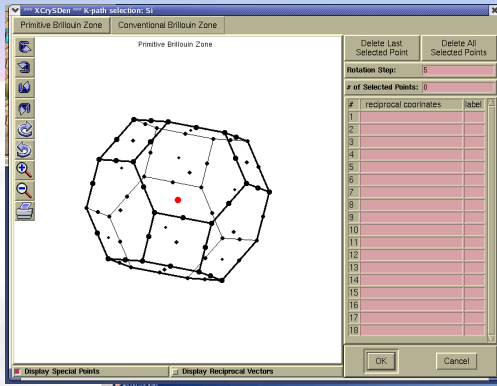 *** XCrySDen *** K-path selection: Si
Primitive Brillouin Zone
Conventional Brillouin Zone
Primitive Brillouin Zone
Delete Last
Selected Point
Delete All
Selected Points
Rotation Step: 5
# of Selected Points: 0
# reciprocal coorinates label
1
2
3
4
5
6
7
8
9
10
11
12
13
14
15
16
17
18
OK
Cancel
Display Special Points
Display Reciprocal Vectors